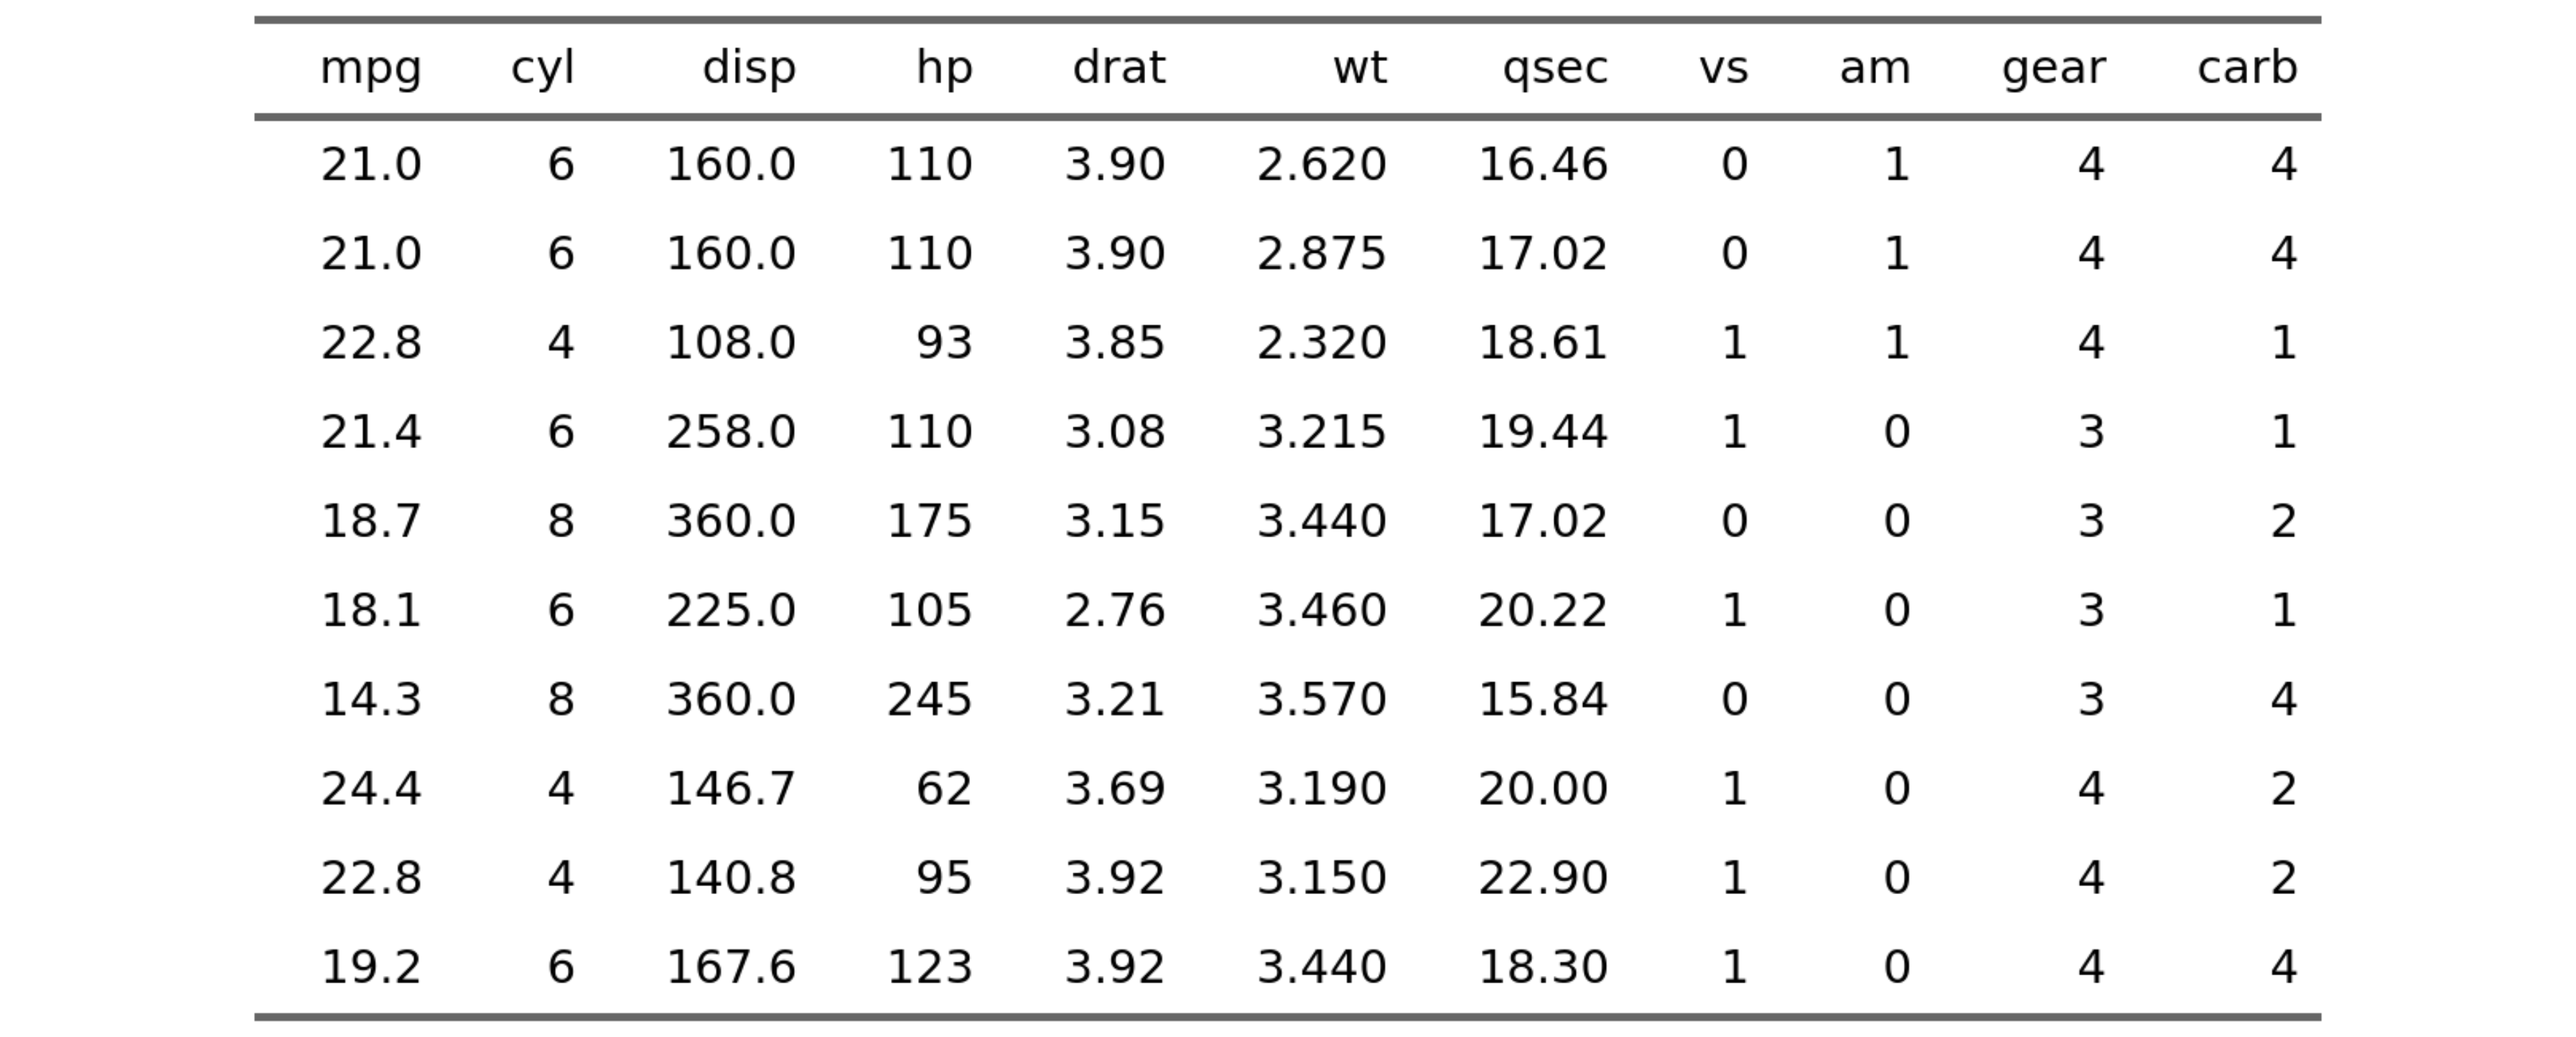 mpg cyl disp hp drat wt qsec vs am gear carb
21.0 6 160.0 110 3.90 2.620 16.46 0 1 4 4
21.0 6 160.0 110 3.90 2.875 17.02 0 1 4 4
22.8 4 108.0 93 3.85 2.320 18.61 1 1 4 1
21.4 6 258.0 110 3.08 3.215 19.44 1 0 3 1
18.7 8 360.0 175 3.15 3.440 17.02 0 0 3 2
18.1 6 225.0 105 2.76 3.460 20.22 1 0 3 1
14.3 8 360.0 245 3.21 3.570 15.84 0 0 3 4
24.4 4 146.7 62 3.69 3.190 20.00 1 0 4 2
22.8 4 140.8 95 3.92 3.150 22.90 1 0 4 2
19.2 6 167.6 123 3.92 3.440 18.30 1 0 4 4